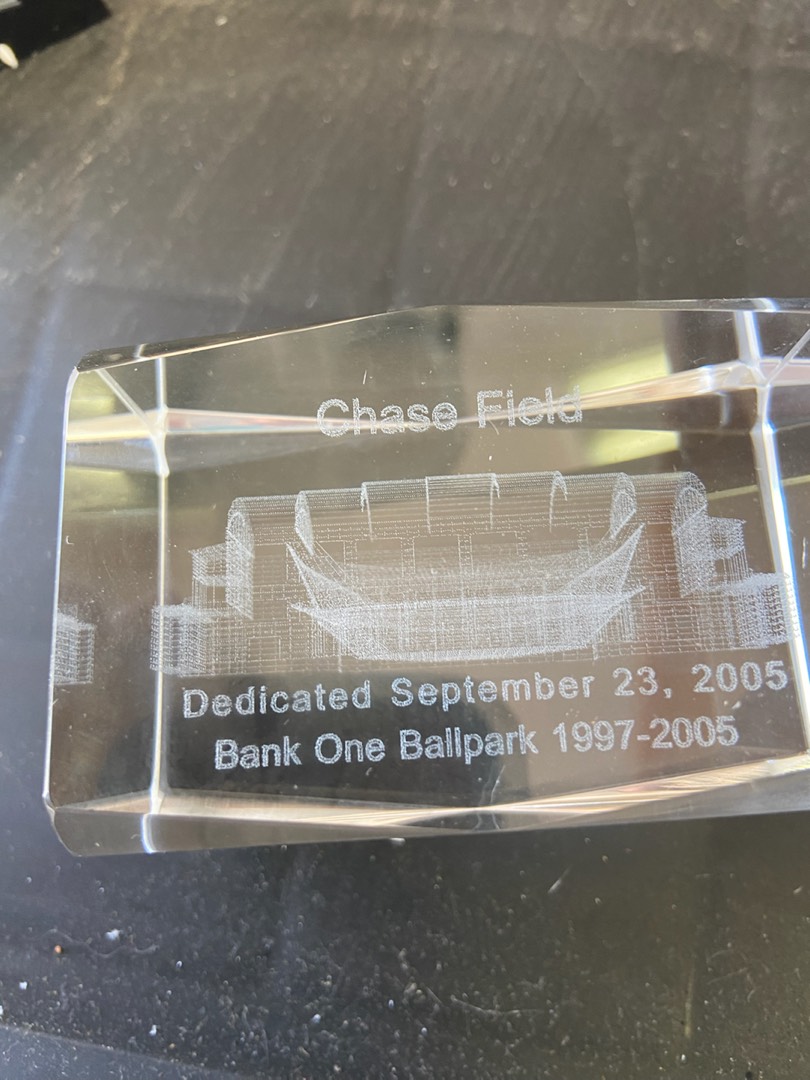 Chase Field
Dedicated September 23, 2005
Bank One Ballpark 1997-2005